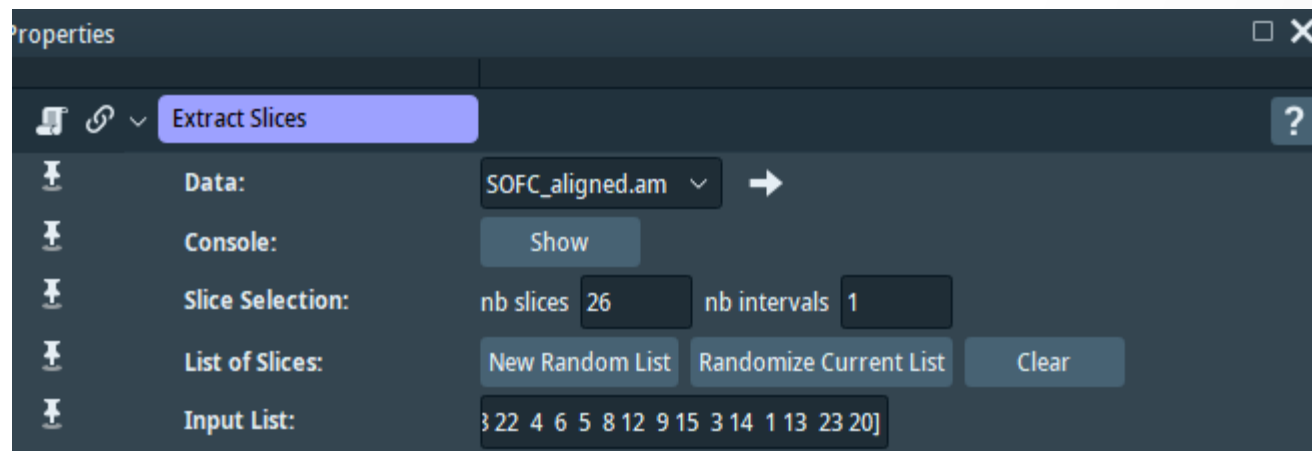 Properties
Extract Slices ?
Data: SOFC_aligned.am
Console: Show
Slice Selection: nb slices 26 nb intervals 1
List of Slices: New Random List Randomize Current List Clear
Input List: 22 4 6 5 8 12 9 15 3 14 1 13 23 20]